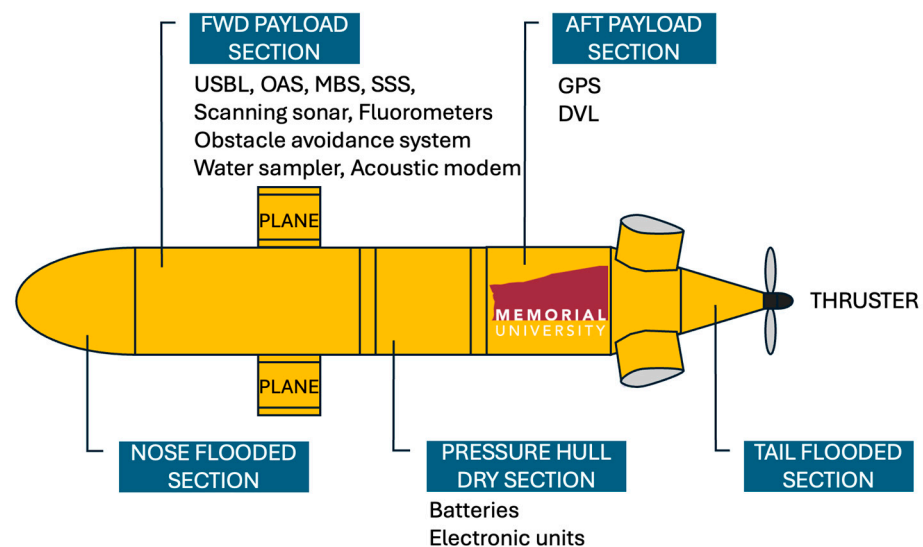 FWD PAYLOAD
SECTION
USBL, OAS, MBS, SSS,
Scanning sonar, Fluorometers
Obstacle avoidance system
Water sampler, Acoustic modem
AFT PAYLOAD
SECTION
GPS
DVL
PLANE
MEMORIAL
UNIVERSITY
THRUSTER
PLANE
NOSE FLOODED
SECTION
PRESSURE HULL
DRY SECTION
Batteries
Electronic units
TAIL FLOODED
SECTION